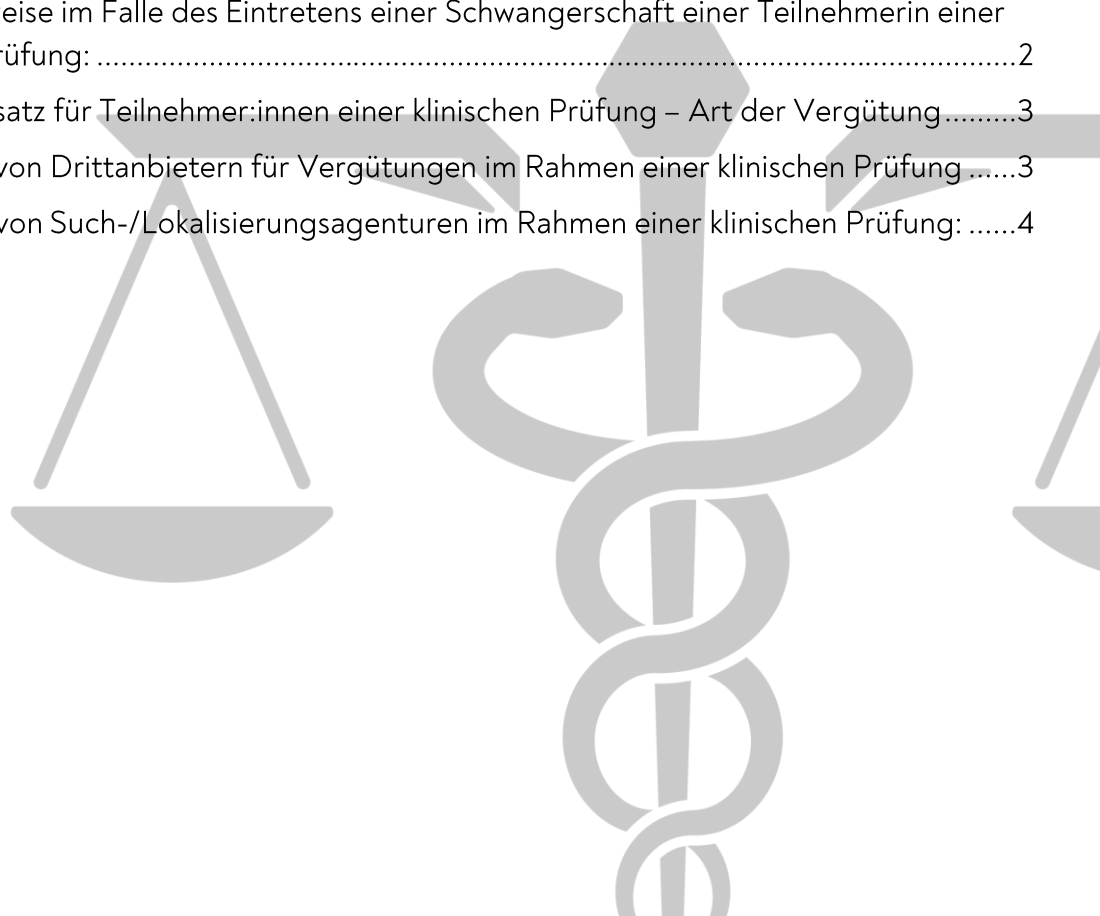 eise im Falle des Eintretens einer Schwangerschaft einer Teilnehmerin einer
rüfung: ....................................................................................................................2
satz für Teilnehmer:innen einer klinischen Prüfung – Art der Vergütung.........3
von Drittanbietern für Vergütungen im Rahmen einer klinischen Prüfung ......3
von Such-/Lokalisierungsagenturen im Rahmen einer klinischen Prüfung: ......4